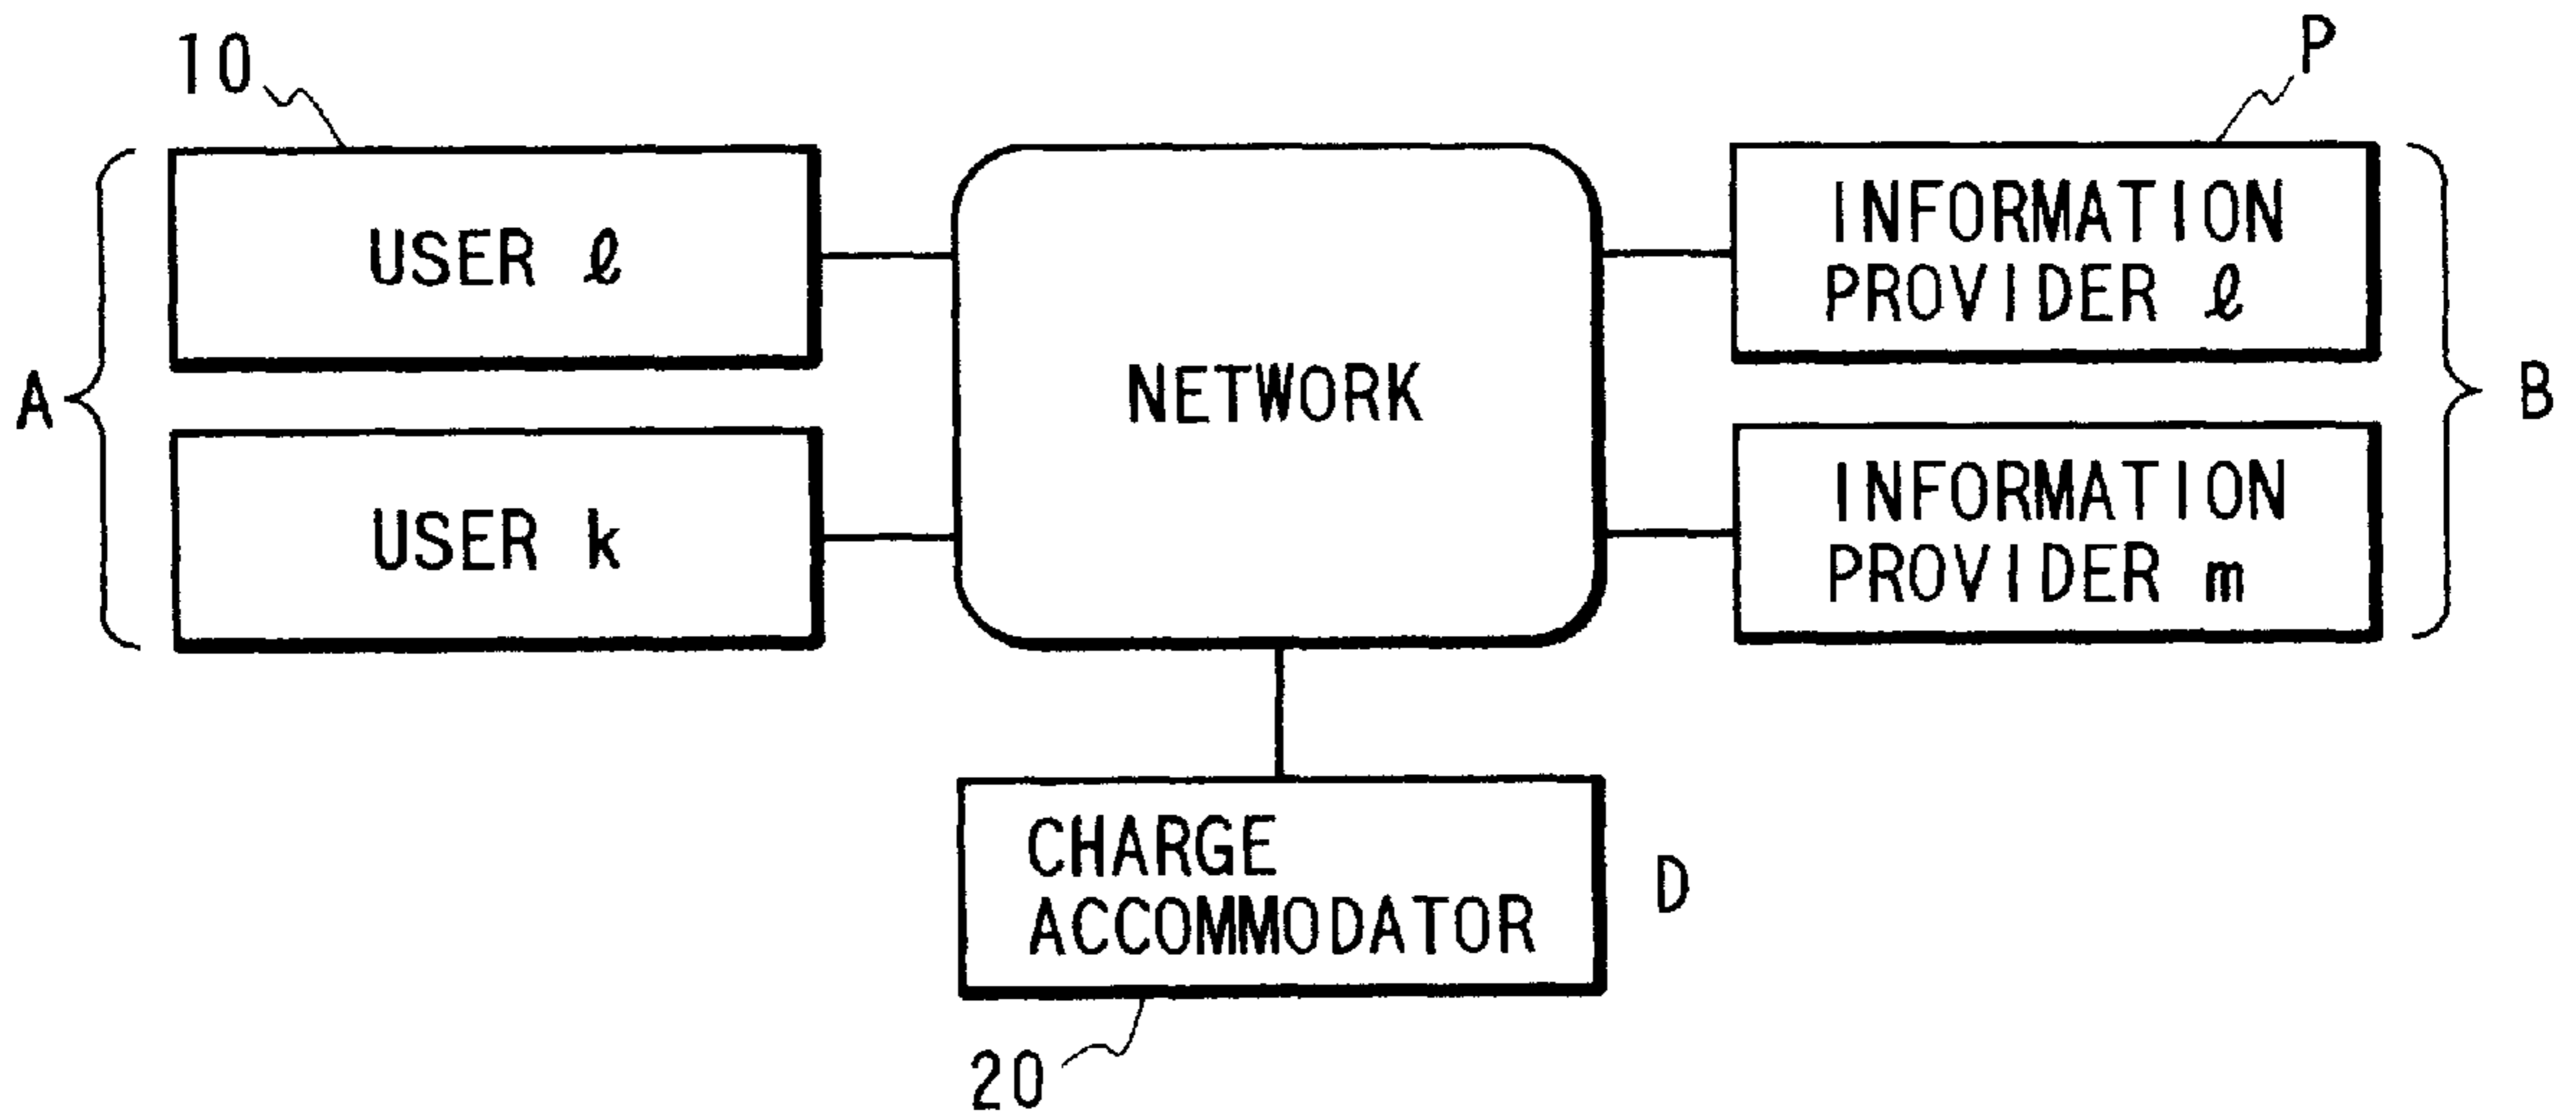 10
P
A
USER ℓ
USER k
NETWORK
INFORMATION
PROVIDER ℓ
INFORMATION
PROVIDER m
B
CHARGE
ACCOMMODATOR
D
20